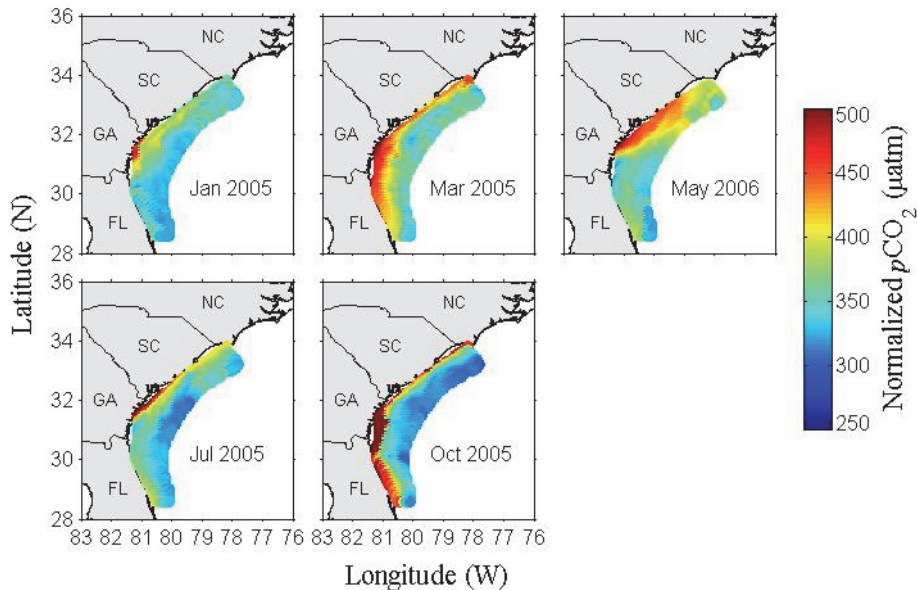 36
34
32
30
28
NC
SC
GA
FL
Jan 2005
NC
SC
GA
FL
Mar 2005
NC
SC
GA
FL
May 2006
36
34
32
30
28
NC
SC
GA
FL
Jul 2005
83 82 81 80 79 78 77 76
NC
SC
GA
FL
Oct 2005
83 82 81 80 79 78 77 76
Latitude (N)
Longitude (W)
500
450
400
350
300
250
Normalized pCO₂ (µatm)